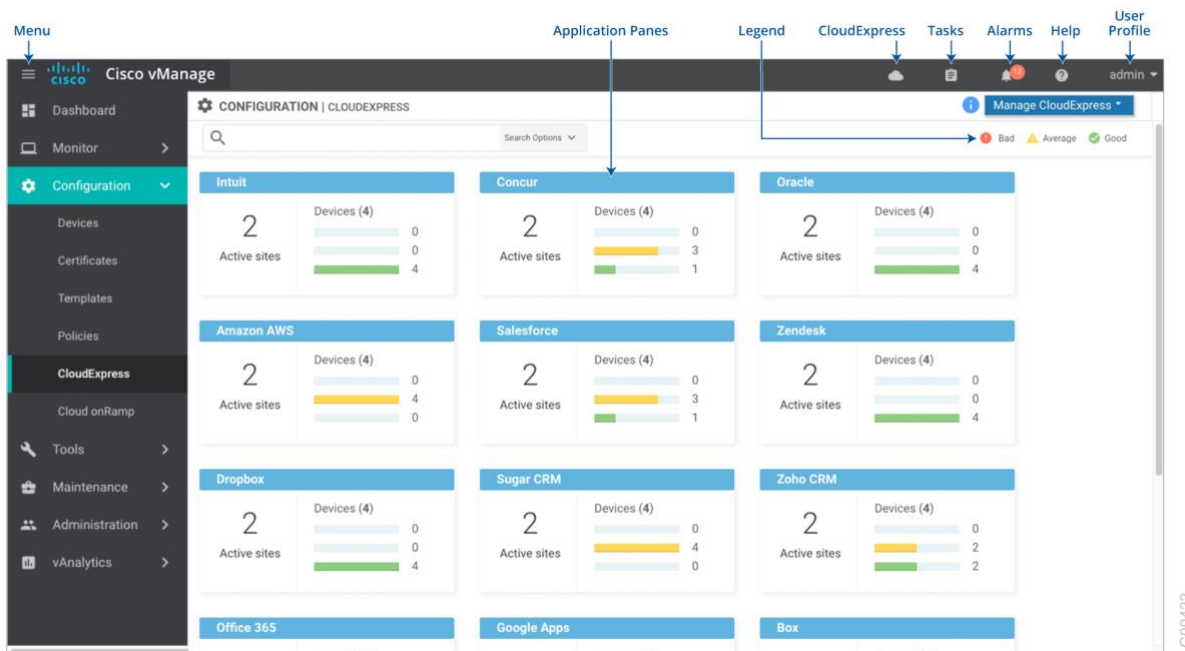 User
Menu Application Panes Legend CloudExpress Tasks Alarms Help Profile
CISCO Cisco vManage 12 admin
Dashboard CONFIGURATION | CLOUDEXPRESS i Manage CloudExpress
Monitor Search Options Bad Average Good
Configuration
Devices
Certificates
Templates
Policies
CloudExpress
Cloud onRamp
Tools
Maintenance
Administration
vAnalytics
Intuit Concur Oracle
Devices (4) Devices (4) Devices (4)
2 0 2 0 2 0
Active sites 0 Active sites 3 Active sites 0
4 1 4
Amazon AWS Salesforce Zendesk
Devices (4) Devices (4) Devices (4)
2 0 2 0 2 0
Active sites 4 Active sites 3 Active sites 0
0 1 4
Dropbox Sugar CRM Zoho CRM
Devices (4) Devices (4) Devices (4)
2 0 2 0 2 0
Active sites 0 Active sites 4 Active sites 2
4 0 2
Office 365 Google Apps Box